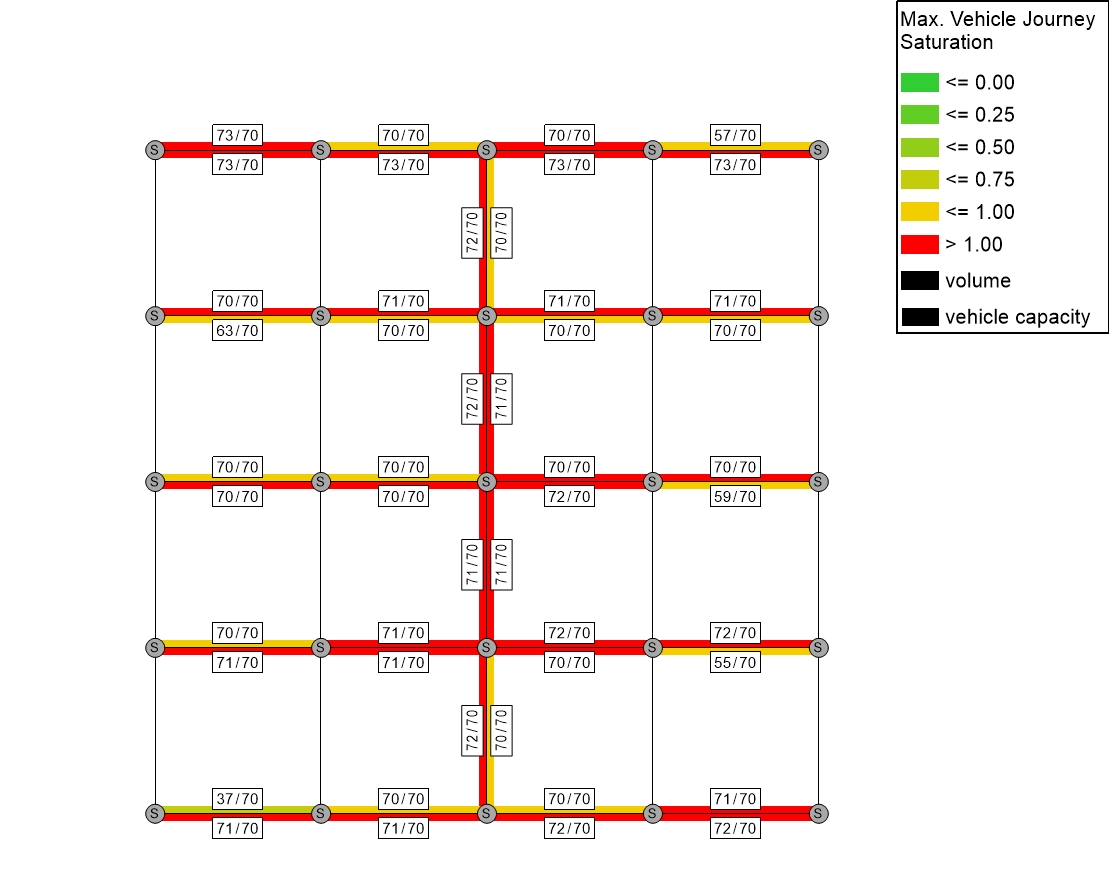 Max. Vehicle Journey
Saturation
<= 0.00
<= 0.25
<= 0.50
<= 0.75
<= 1.00
> 1.00
volume
vehicle capacity
73/70 70/70 70/70 57/70
S S S S S
73/70 73/70 73/70 73/70
72/70 70/70
70/70 71/70 71/70 71/70
S S S S S
63/70 70/70 70/70 70/70
72/70 71/70
70/70 70/70 70/70 70/70
S S S S S
70/70 70/70 72/70 59/70
71/70 71/70
70/70 71/70 72/70 72/70
S S S S S
71/70 71/70 70/70 55/70
72/70 70/70
37/70 70/70 70/70 71/70
S S S S S
71/70 71/70 72/70 72/70